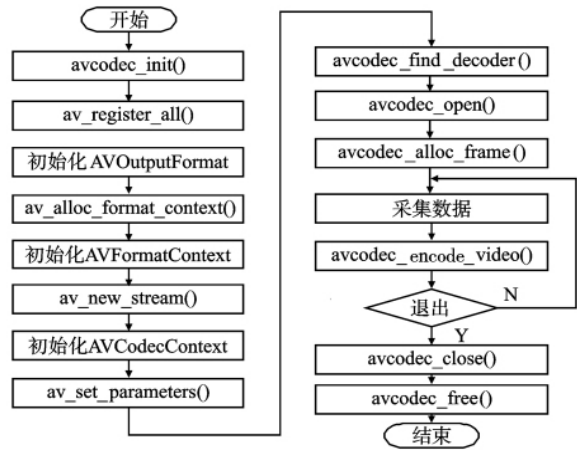 开始
avcodec_init()
av_register_all()
初始化AVOutputFormat
av_alloc_format_context()
初始化AVFormatContext
av_new_stream()
初始化AVCodecContext
av_set_parameters()
avcodec_find_decoder()
avcodec_open()
avcodec_alloc_frame()
采集数据
avcodec_encode_video()
退出
N
Y
avcodec_close()
avcodec_free()
结束